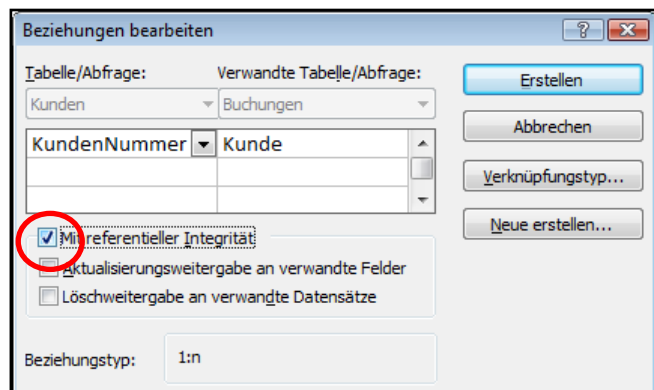 Beziehungen bearbeiten
Tabelle/Abfrage: Verwandte Tabelle/Abfrage:
Kunden Buchungen
KundenNummer Kunde
Mit referentieller Integrität
Aktualisierungsweitergabe an verwandte Felder
Löschweitergabe an verwandte Datensätze
Beziehungstyp: 1:n
Erstellen
Abbrechen
Verknüpfungstyp...
Neue erstellen...